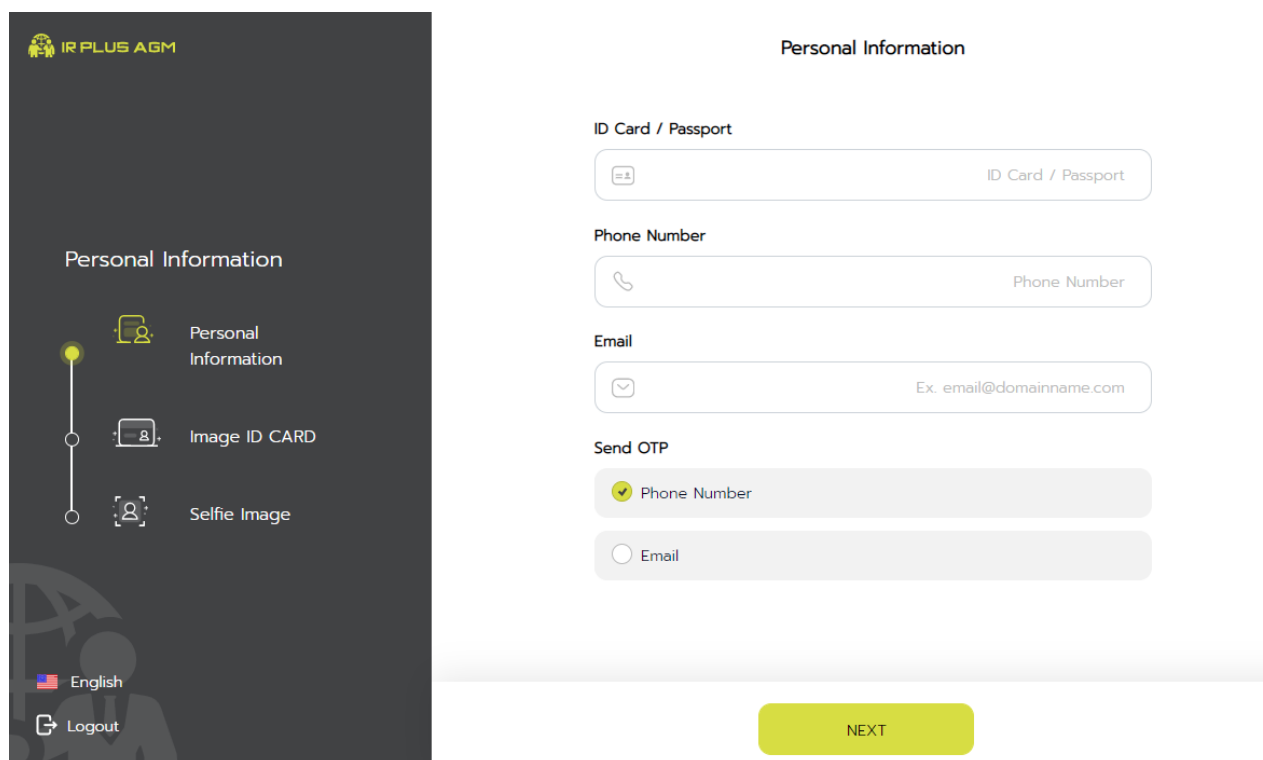 IR PLUS AGM
Personal Information
Personal
Information
Image ID CARD
Selfie Image
English
Logout
Personal Information
ID Card / Passport
ID Card / Passport
Phone Number
Phone Number
Email
Ex. email@domainname.com
Send OTP
Phone Number
Email
NEXT